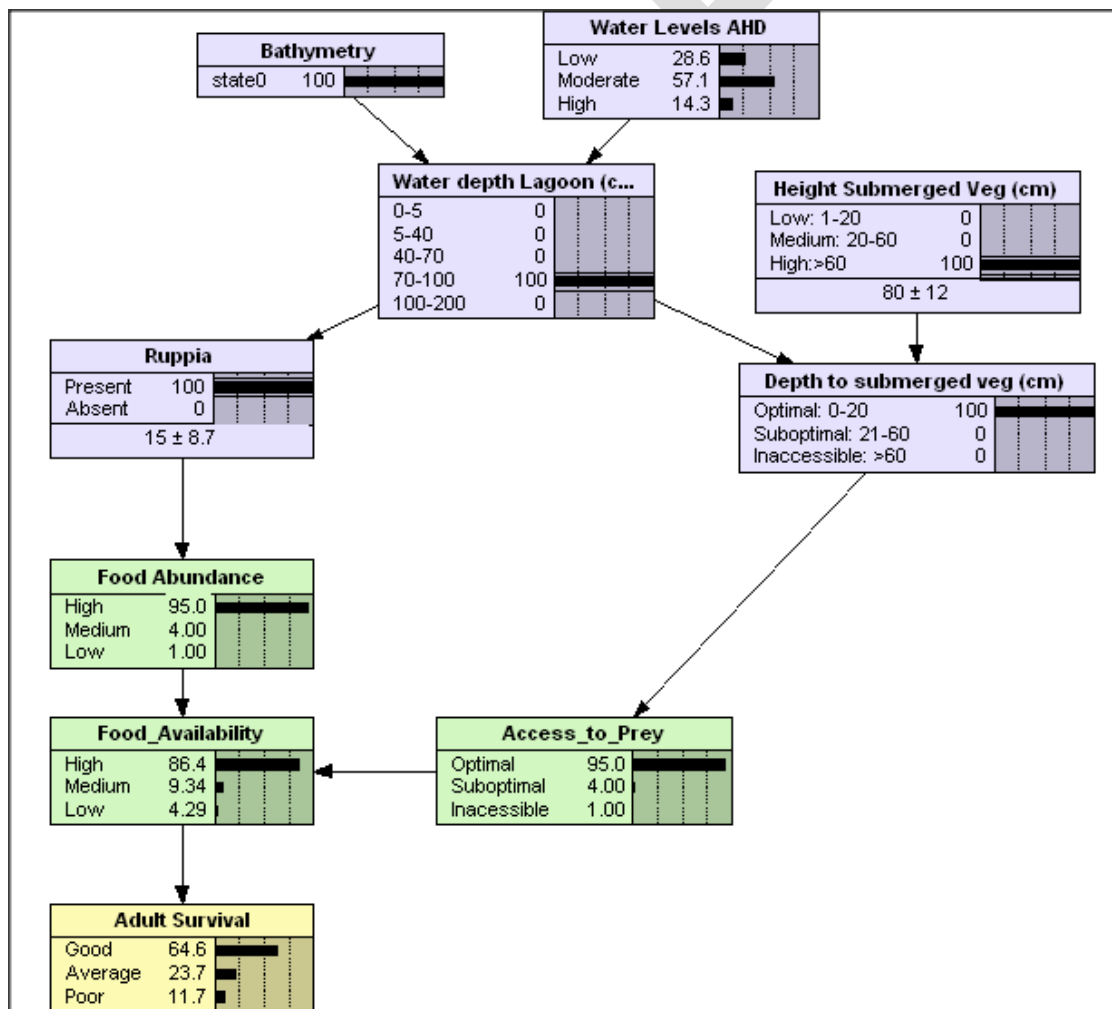 Bathymetry
state0 100
Water Levels AHD
Low 28.6
Moderate 57.1
High 14.3
Water depth Lagoon (c...
0-5 0
5-40 0
40-70 0
70-100 100
100-200 0
Height Submerged Veg (cm)
Low: 1-20 0
Medium: 20-60 0
High:>60 100
80 ± 12
Ruppia
Present 100
Absent 0
15 ± 8.7
Depth to submerged veg (cm)
Optimal: 0-20 100
Suboptimal: 21-60 0
Inaccessible: >60 0
Food Abundance
High 95.0
Medium 4.00
Low 1.00
Food_Availability
High 86.4
Medium 9.34
Low 4.29
Access_to_Prey
Optimal 95.0
Suboptimal 4.00
Inacessible 1.00
Adult Survival
Good 64.6
Average 23.7
Poor 11.7